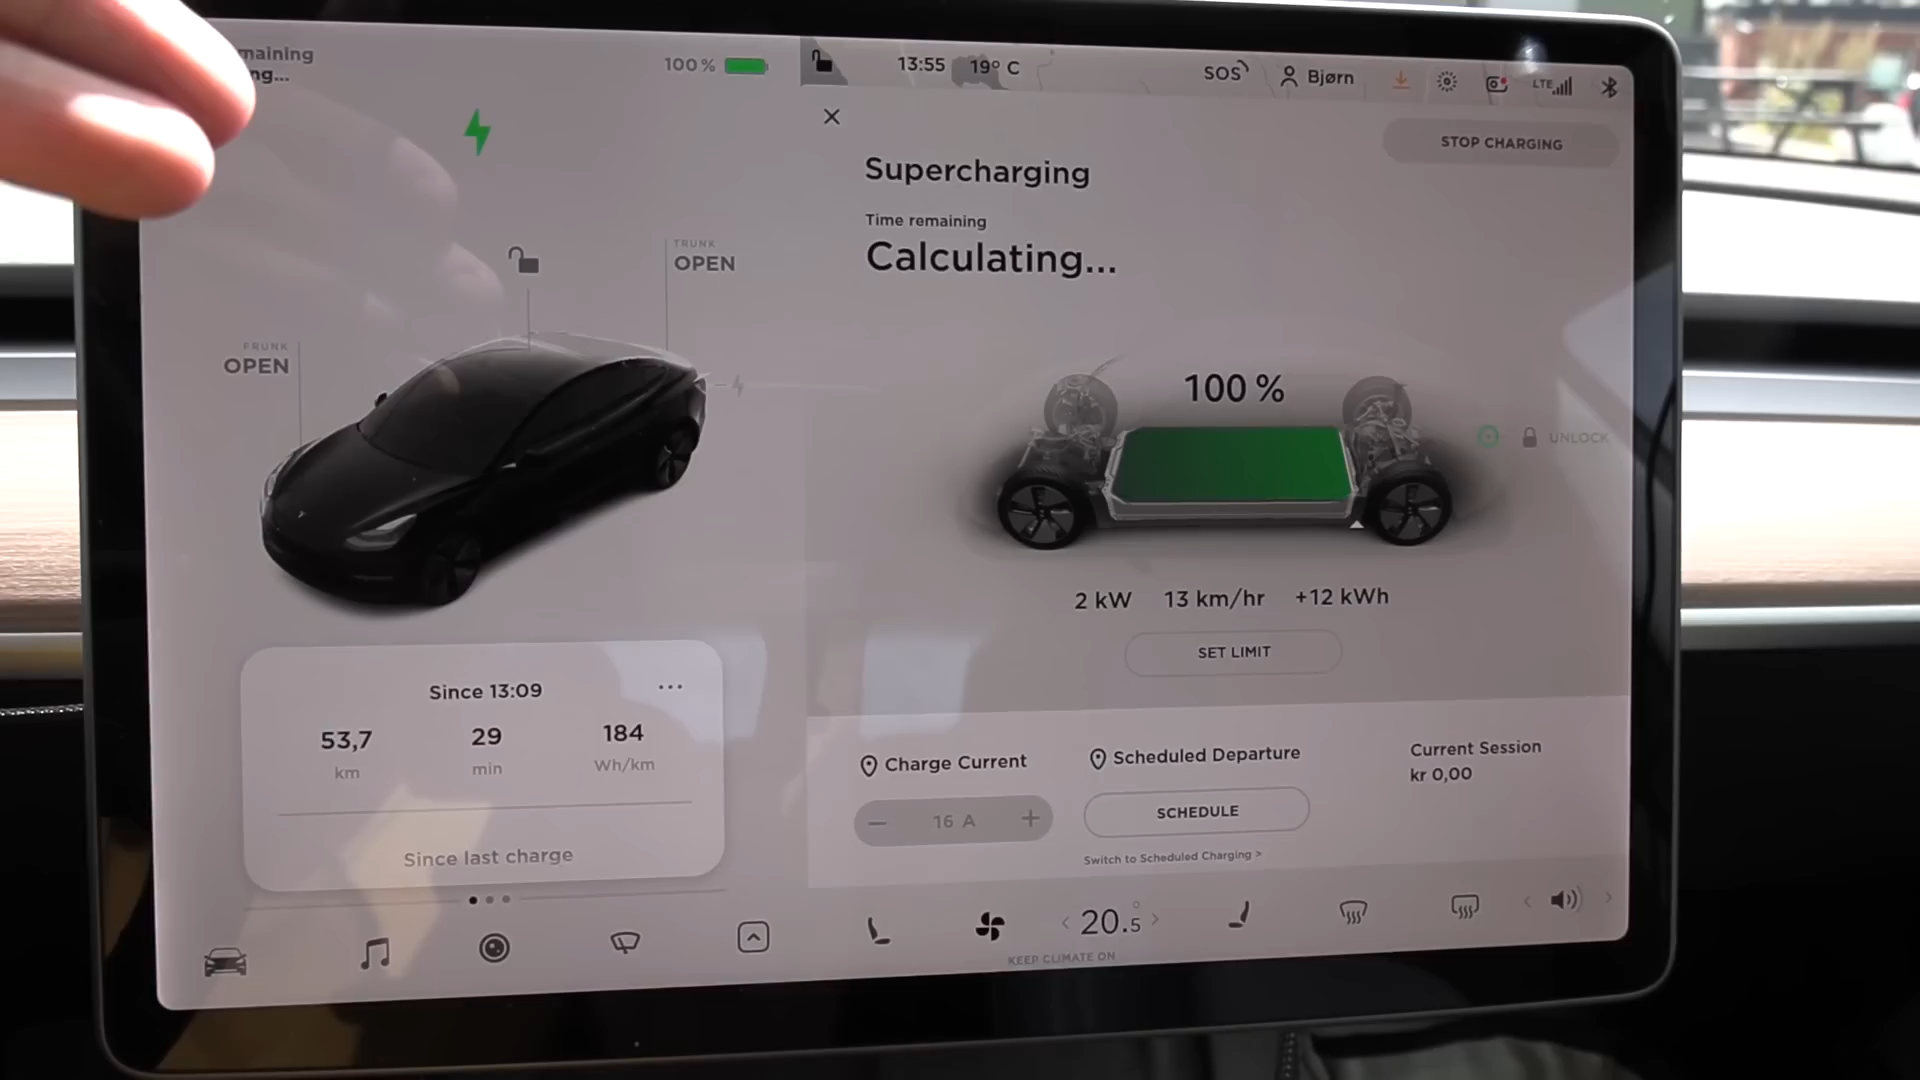 maining
ng...
100 %
13:55
19° C
SOS
Bjørn
LTE
STOP CHARGING
Supercharging
Time remaining
Calculating...
TRUNK
OPEN
FRUNK
OPEN
100 %
UNLOCK
2 kW 13 km/hr +12 kWh
SET LIMIT
Since 13:09
...
53,7 29 184
km min Wh/km
Since last charge
Charge Current
16 A
Scheduled Departure
SCHEDULE
Switch to Scheduled Charging >
Current Session
kr 0,00
20.5
KEEP CLIMATE ON